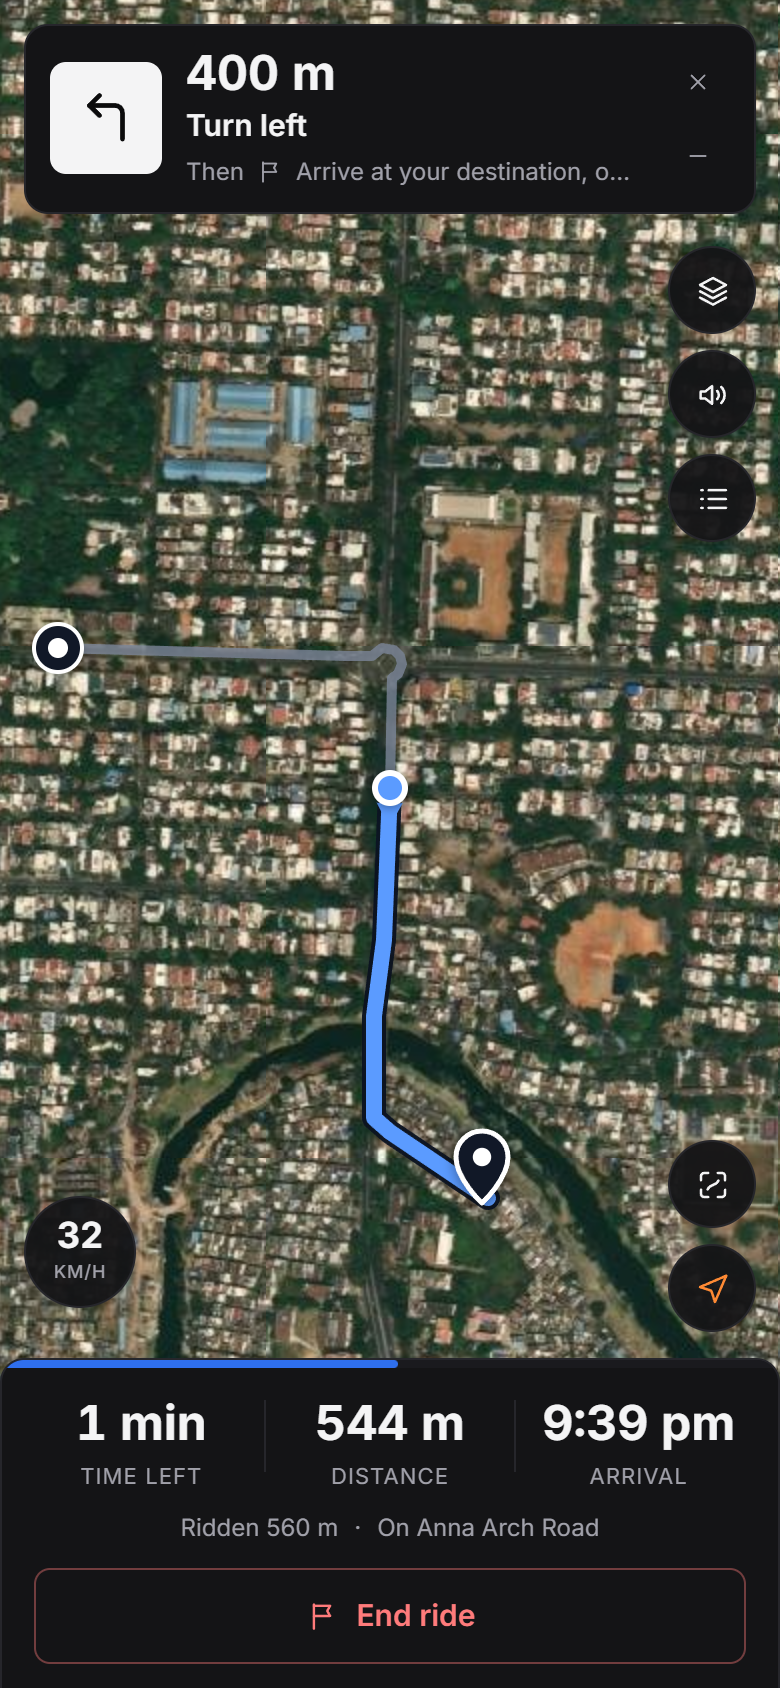 400 m
Turn left
Then Arrive at your destination, o...
32
KM/H
1 min 544 m 9:39 pm
TIME LEFT DISTANCE ARRIVAL
Ridden 560 m · On Anna Arch Road
End ride